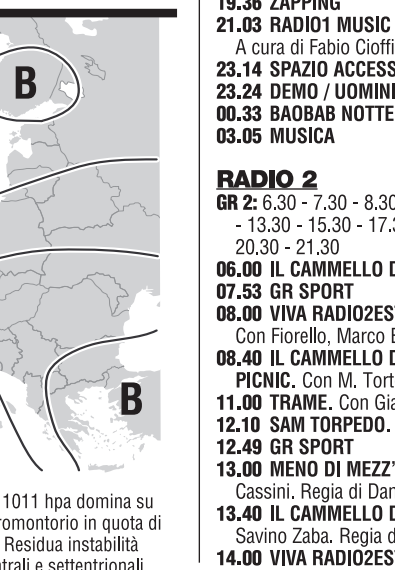 B
B
1011 hpa domina su
romontorio in quota di
Residua instabilità
ntrali e settentrionali
19.36 ZAPPING
21.03 RADIO1 MUSIC
A cura di Fabio Cioffi
23.14 SPAZIO ACCESS
23.24 DEMO / UOMINI
00.33 BAOBAB NOTTE
03.05 MUSICA
RADIO 2
GR 2: 6.30 - 7.30 - 8.30
- 13.30 - 15.30 - 17.3
20.30 - 21.30
06.00 IL CAMMELLO D
07.53 GR SPORT
08.00 VIVA RADIO2EST
Con Fiorello, Marco B
08.40 IL CAMMELLO D
PICNIC. Con M. Tort
11.00 TRAME. Con Gia
12.10 SAM TORPEDO.
12.49 GR SPORT
13.00 MENO DI MEZZ'
Cassini. Regia di Dan
13.40 IL CAMMELLO D
Savino Zaba. Regia d
14.00 VIVA RADIO2EST